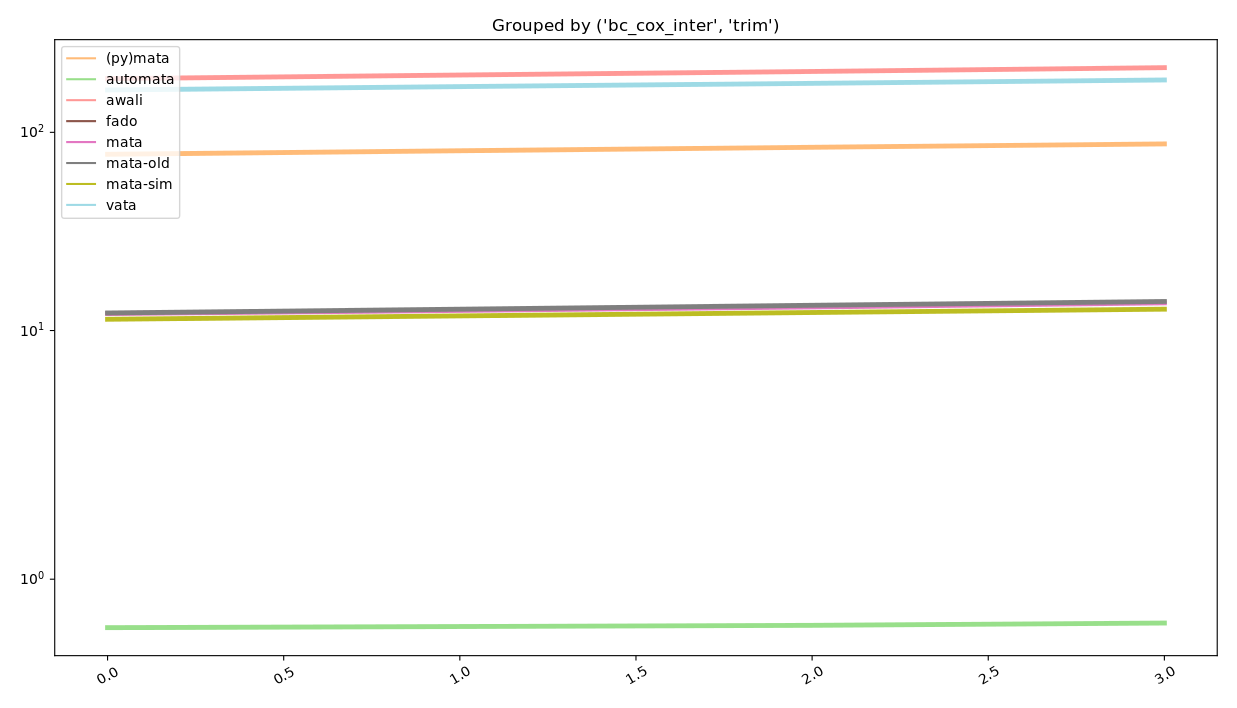 Grouped by ('bc_cox_inter', 'trim')
(py)mata
automata
awali
fado
mata
mata-old
mata-sim
vata
10²
10¹
10⁰
0.0
0.5
1.0
1.5
2.0
2.5
3.0